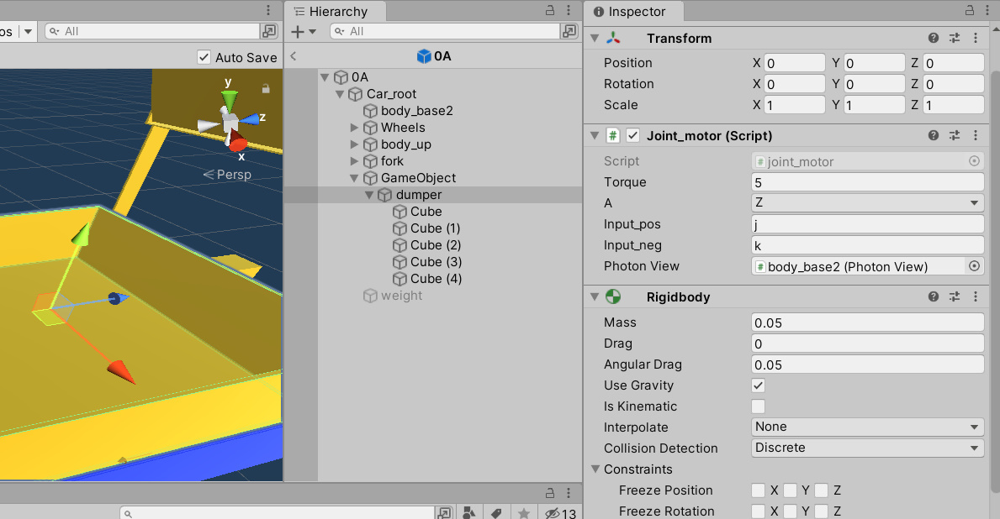 os
All
Auto Save
y
z
x
Persp
Hierarchy
All
0A
0A
Car_root
body_base2
Wheels
body_up
fork
GameObject
dumper
Cube
Cube (1)
Cube (2)
Cube (3)
Cube (4)
weight
13
Inspector
Transform
Position X 0 Y 0 Z 0
Rotation X 0 Y 0 Z 0
Scale X 1 Y 1 Z 1
# Joint_motor (Script)
Script # joint_motor
Torque 5
A Z
Input_pos j
Input_neg k
Photon View # body_base2 (Photon View)
Rigidbody
Mass 0.05
Drag 0
Angular Drag 0.05
Use Gravity
Is Kinematic
Interpolate None
Collision Detection Discrete
Constraints
Freeze Position X Y Z
Freeze Rotation X Y Z